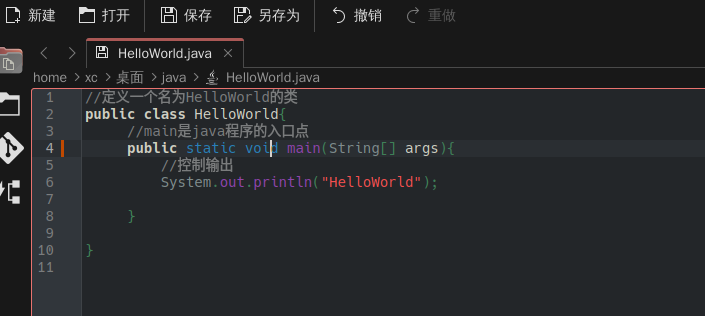 新建 打开 保存 另存为 撤销 重做
HelloWorld.java
home xc 桌面 java HelloWorld.java
1 //定义一个名为HelloWorld的类
2 public class HelloWorld{
3 //main是java程序的入口点
4 public static void main(String[] args){
5 //控制输出
6 System.out.println("HelloWorld");
7
8 }
9
10 }
11